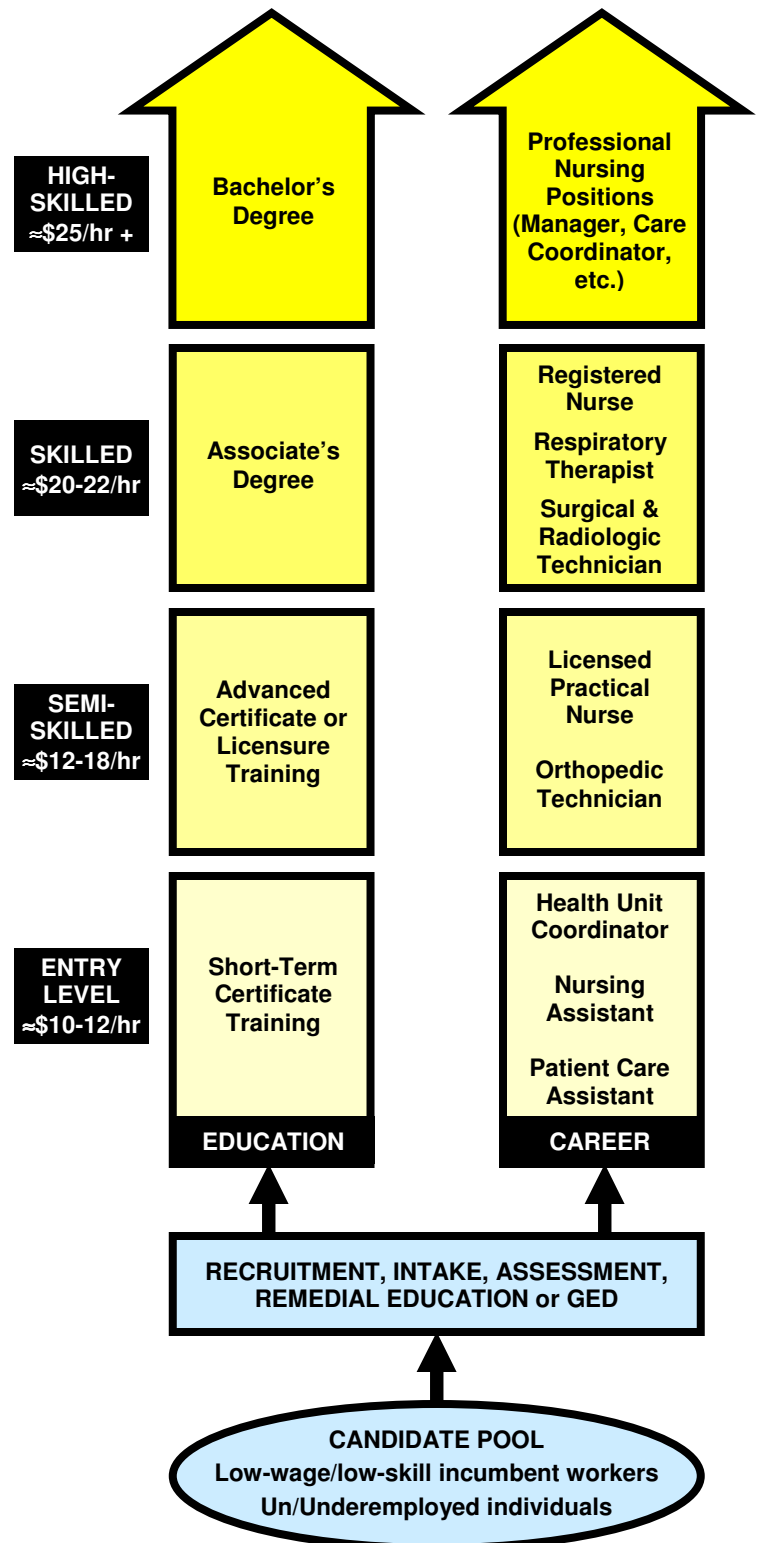 HIGH-
SKILLED
≈$25/hr +
Bachelor's
Degree
Professional
Nursing
Positions
(Manager, Care
Coordinator,
etc.)
SKILLED
≈$20-22/hr
Associate's
Degree
Registered
Nurse
Respiratory
Therapist
Surgical &
Radiologic
Technician
SEMI-
SKILLED
≈$12-18/hr
Advanced
Certificate or
Licensure
Training
Licensed
Practical
Nurse
Orthopedic
Technician
ENTRY
LEVEL
≈$10-12/hr
Short-Term
Certificate
Training
Health Unit
Coordinator
Nursing
Assistant
Patient Care
Assistant
EDUCATION
CAREER
RECRUITMENT, INTAKE, ASSESSMENT,
REMEDIAL EDUCATION or GED
CANDIDATE POOL
Low-wage/low-skill incumbent workers
Un/Underemployed individuals